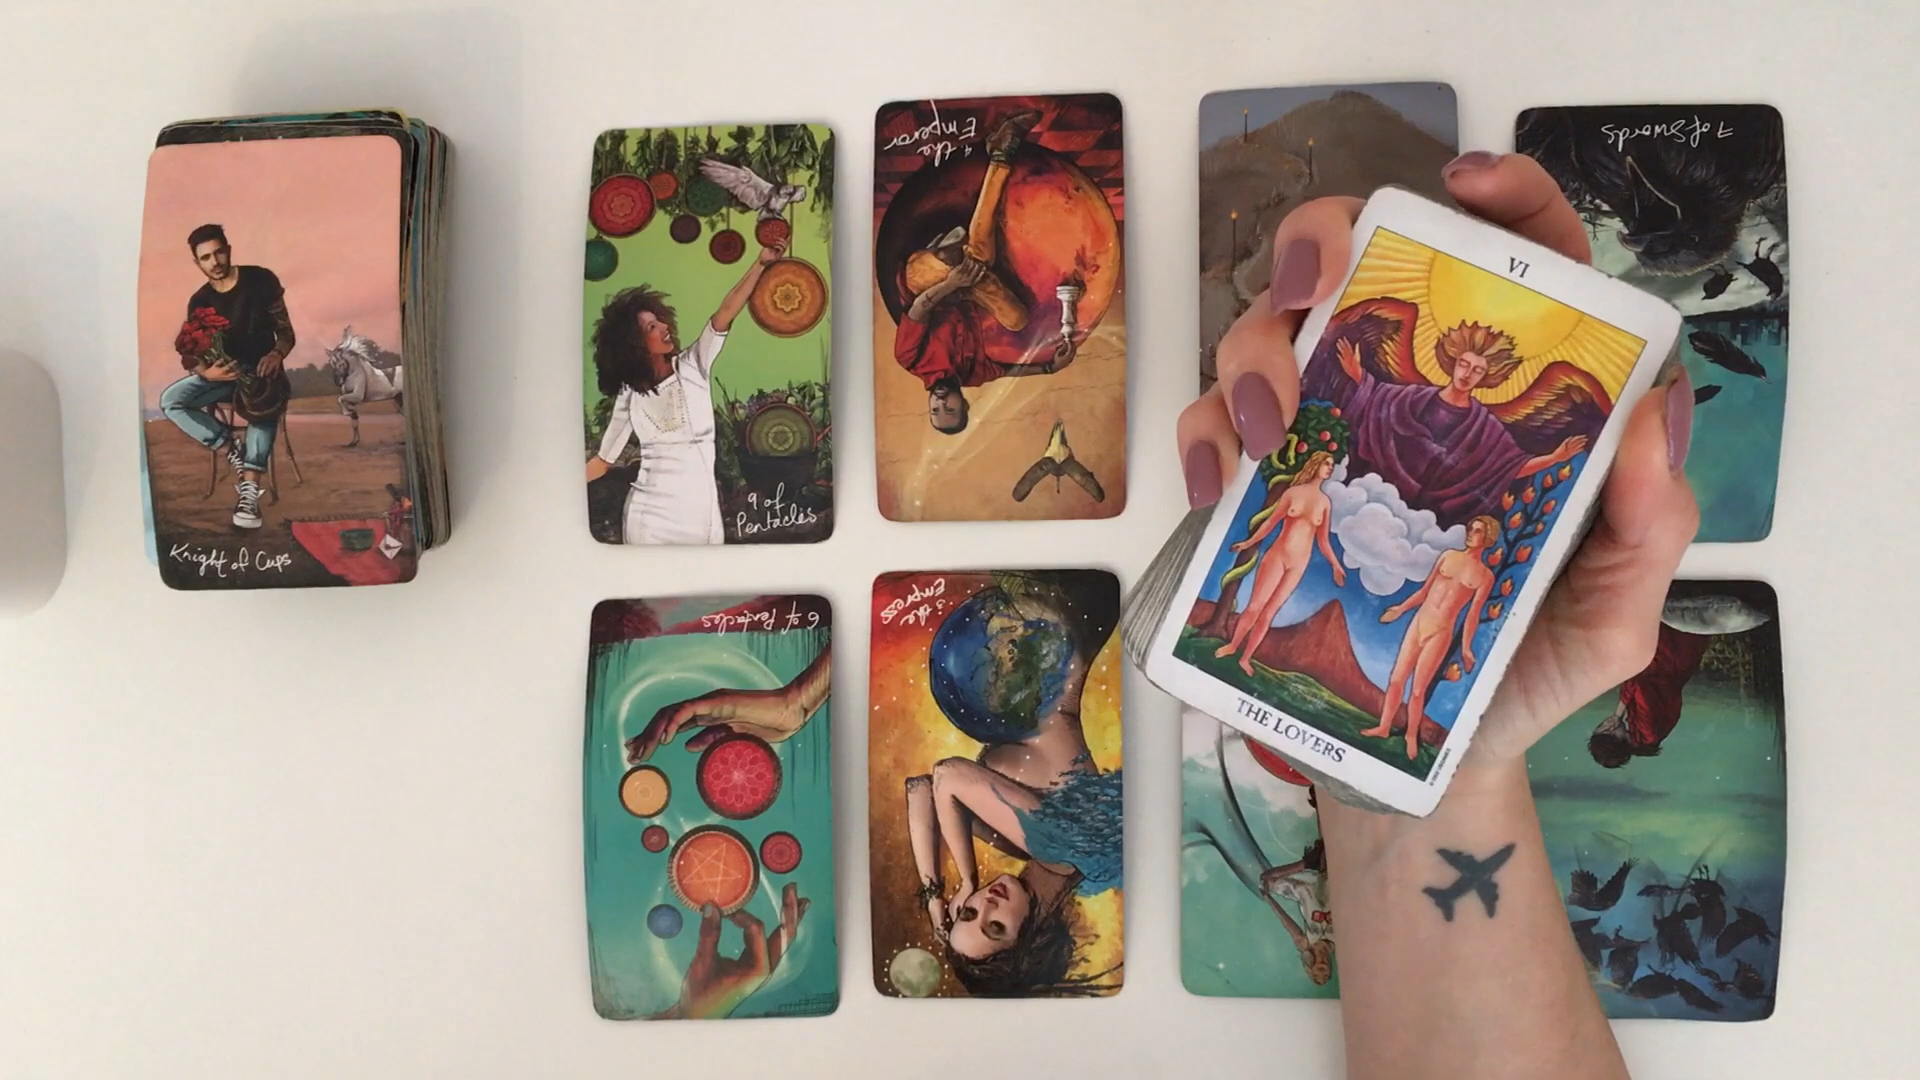 Knight of Cups
9 of
Pentacles
4. the
Emperor
7 of Swords
VI
THE LOVERS
6 of Pentacles
3. the
Empress